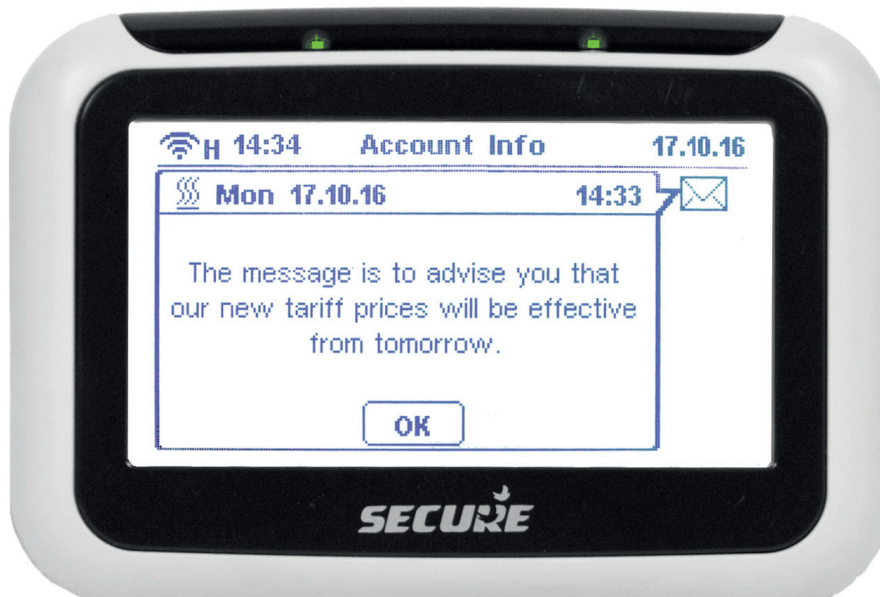 H 14:34 Account Info 17.10.16
Mon 17.10.16 14:33
The message is to advise you that
our new tariff prices will be effective
from tomorrow.
OK
SECURE